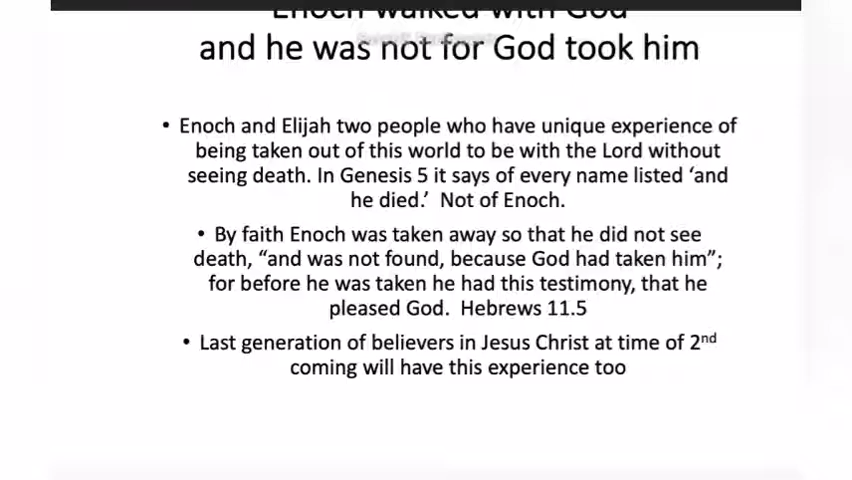 Enoch walked with God
and he was not for God took him
• Enoch and Elijah two people who have unique experience of
being taken out of this world to be with the Lord without
seeing death. In Genesis 5 it says of every name listed ‘and
he died.’ Not of Enoch.
• By faith Enoch was taken away so that he did not see
death, “and was not found, because God had taken him”;
for before he was taken he had this testimony, that he
pleased God. Hebrews 11.5
• Last generation of believers in Jesus Christ at time of 2nd
coming will have this experience too